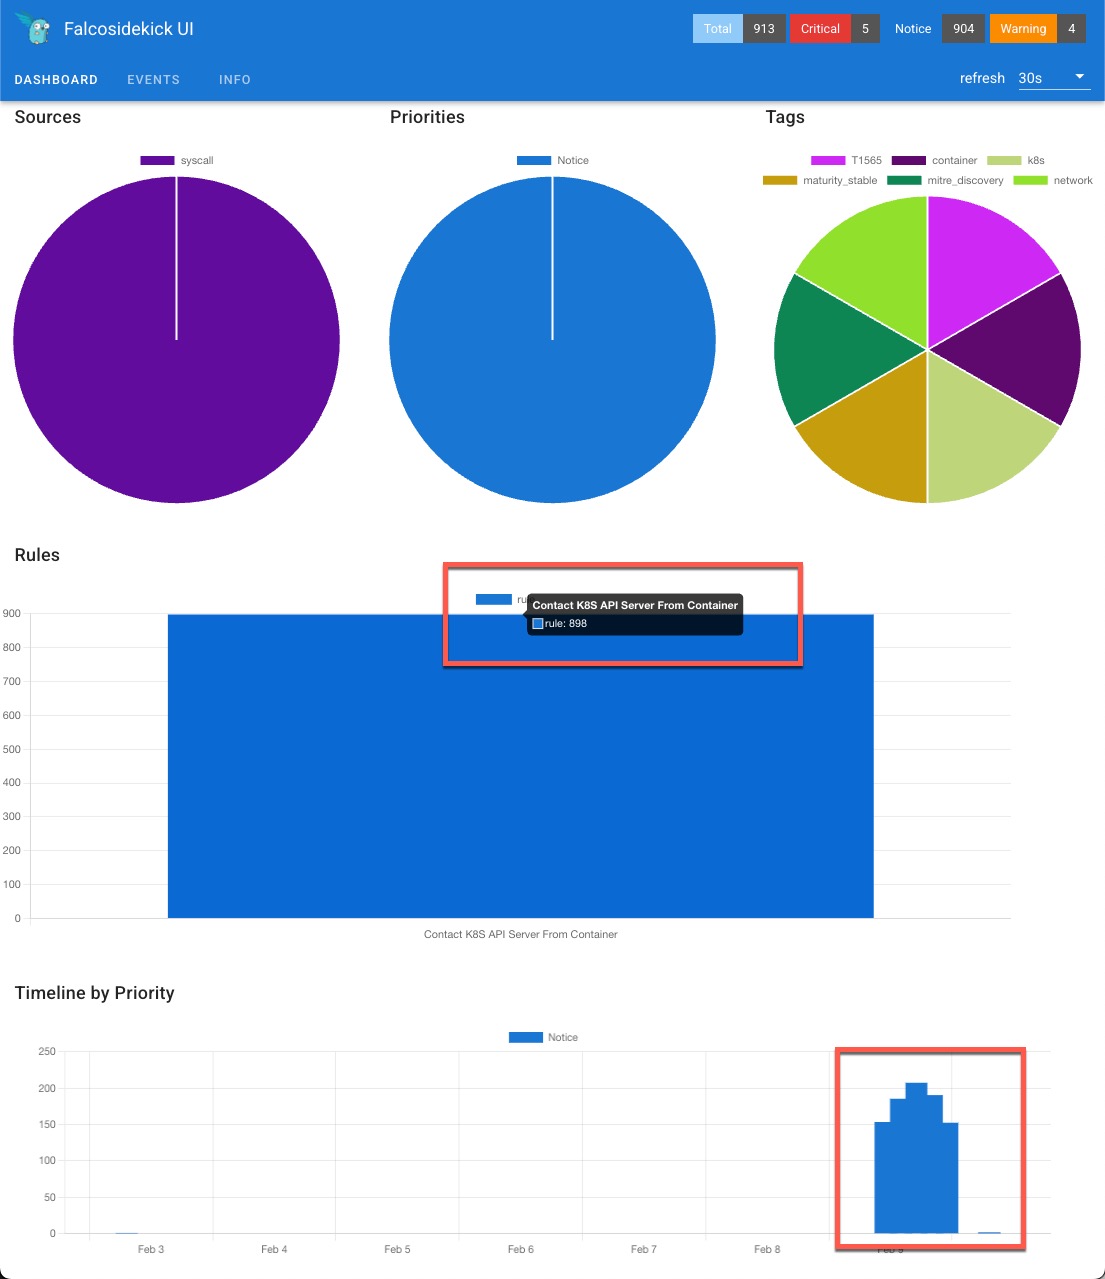 Falcosidekick UI
Total 913 Critical 5 Notice 904 Warning 4
DASHBOARD EVENTS INFO
refresh 30s
Sources
syscall
Priorities
Notice
Tags
T1565 container k8s
maturity_stable mitre_discovery network
Rules
Contact K8S API Server From Container
rule: 898
900
800
700
600
500
400
300
200
100
0
Contact K8S API Server From Container
Timeline by Priority
Notice
250
200
150
100
50
0
Feb 3 Feb 4 Feb 5 Feb 6 Feb 7 Feb 8 Feb 9